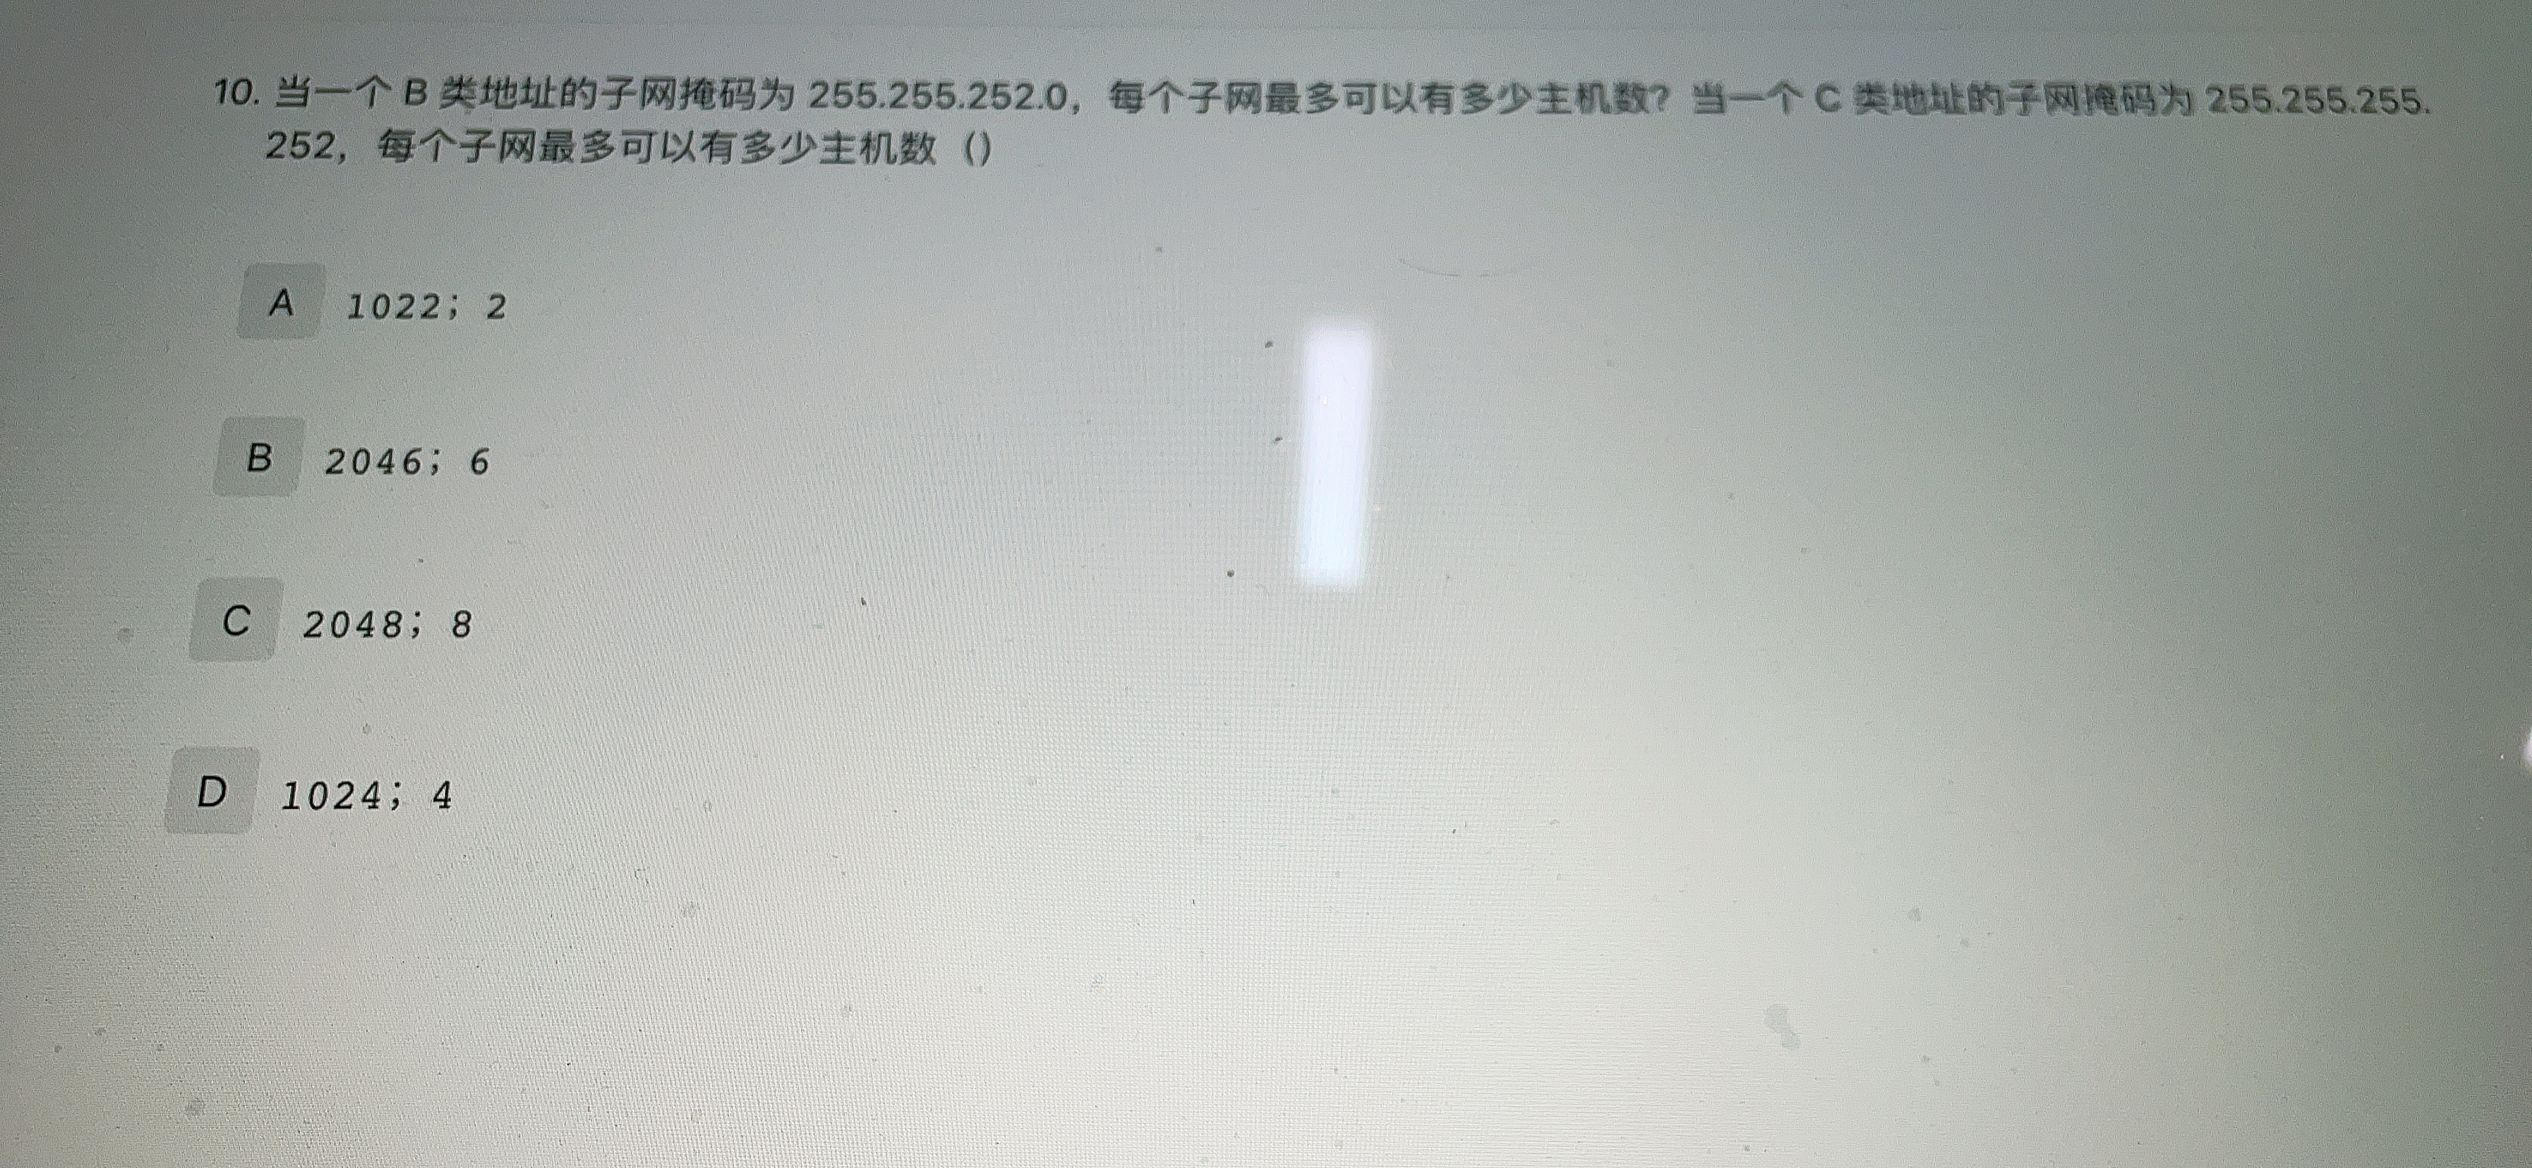 10. 当一个 B 类地址的子网掩码为 255.255.252.0，每个子网最多可以有多少主机数？当一个 C 类地址的子网掩码为 255.255.255.
252，每个子网最多可以有多少主机数（）
A 1022；2
B 2046；6
C 2048；8
D 1024；4